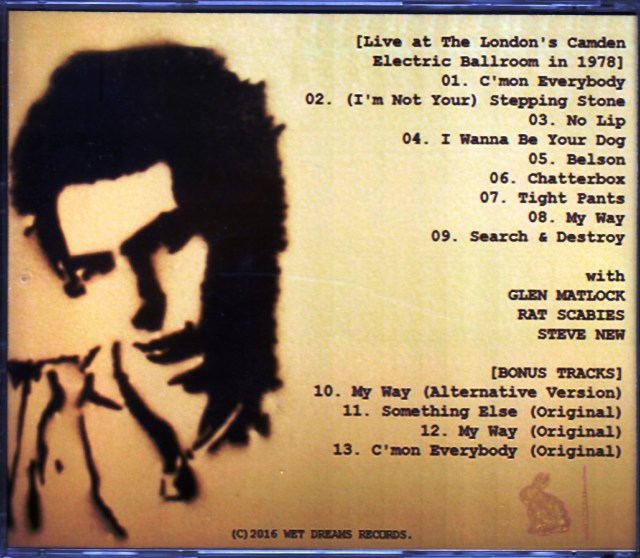 [Live at The London's Camden
Electric Ballroom in 1978]
01. C'mon Everybody
02. (I'm Not Your) Stepping Stone
03. No Lip
04. I Wanna Be Your Dog
05. Belson
06. Chatterbox
07. Tight Pants
08. My Way
09. Search & Destroy
with
GLEN MATLOCK
RAT SCABIES
STEVE NEW
[BONUS TRACKS]
10. My Way (Alternative Version)
11. Something Else (Original)
12. My Way (Original)
13. C'mon Everybody (Original)
(C)2016 WET DREAMS RECORDS.